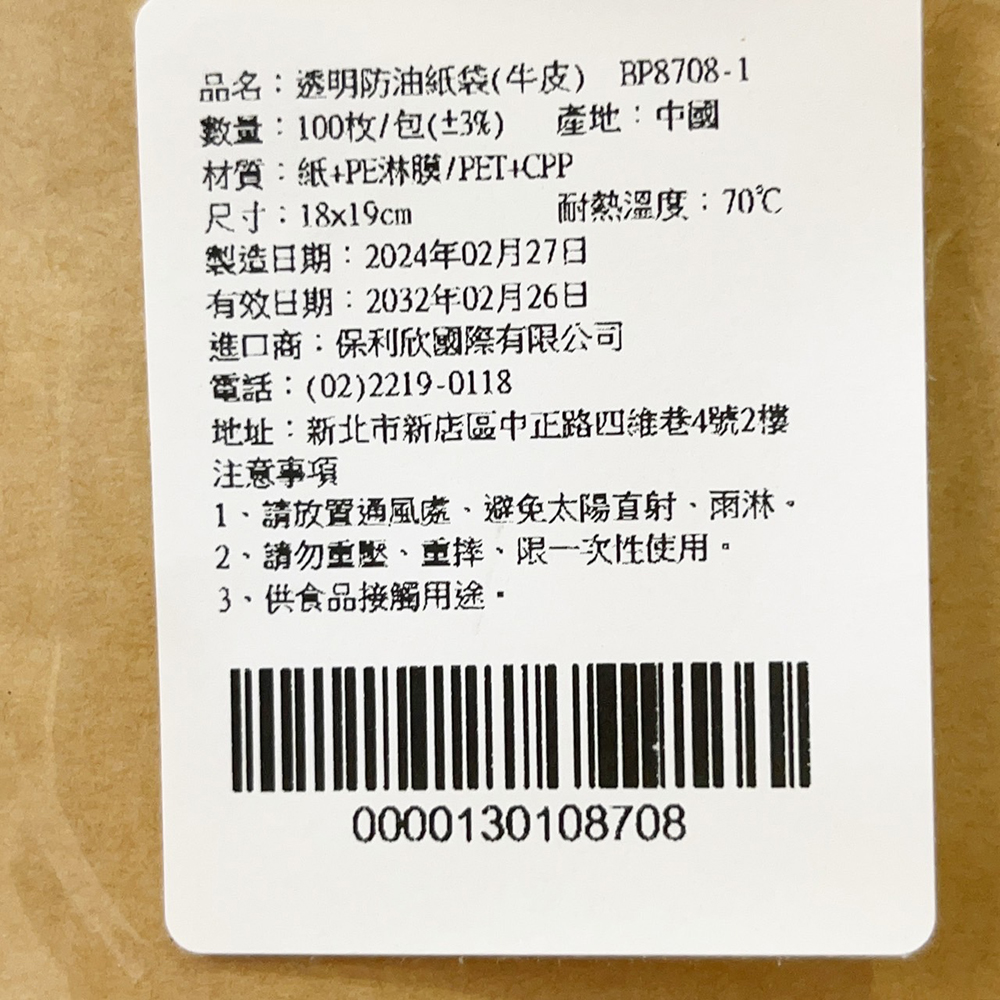 品名：透明防油紙袋(牛皮) BP8708-1
數量：100枚/包(±3%) 產地：中國
材質：紙+PE淋膜/PET+CPP
尺寸：18x19cm 耐熱溫度：70℃
製造日期：2024年02月27日
有效日期：2032年02月26日
進口商：保利欣國際有限公司
電話：(02)2219-0118
地址：新北市新店區中正路四維巷4號2樓
注意事項
1、請放置通風處、避免太陽直射、雨淋。
2、請勿重壓、重摔、限一次性使用。
3、供食品接觸用途。
0000130108708